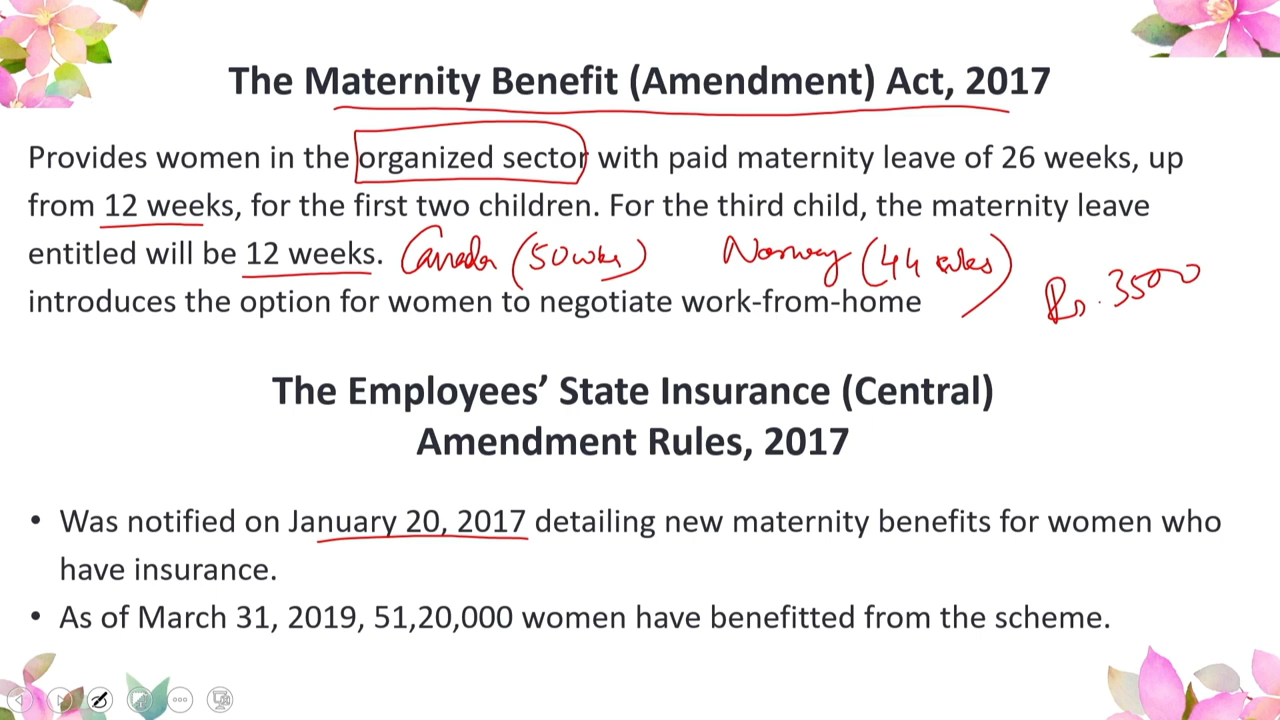 The Maternity Benefit (Amendment) Act, 2017
Provides women in the organized sector with paid maternity leave of 26 weeks, up
from 12 weeks, for the first two children. For the third child, the maternity leave
entitled will be 12 weeks. Canada (50 wks) Norway (44 wks)
introduces the option for women to negotiate work-from-home Rs. 3500
The Employees’ State Insurance (Central)
Amendment Rules, 2017
• Was notified on January 20, 2017 detailing new maternity benefits for women who
have insurance.
• As of March 31, 2019, 51,20,000 women have benefitted from the scheme.